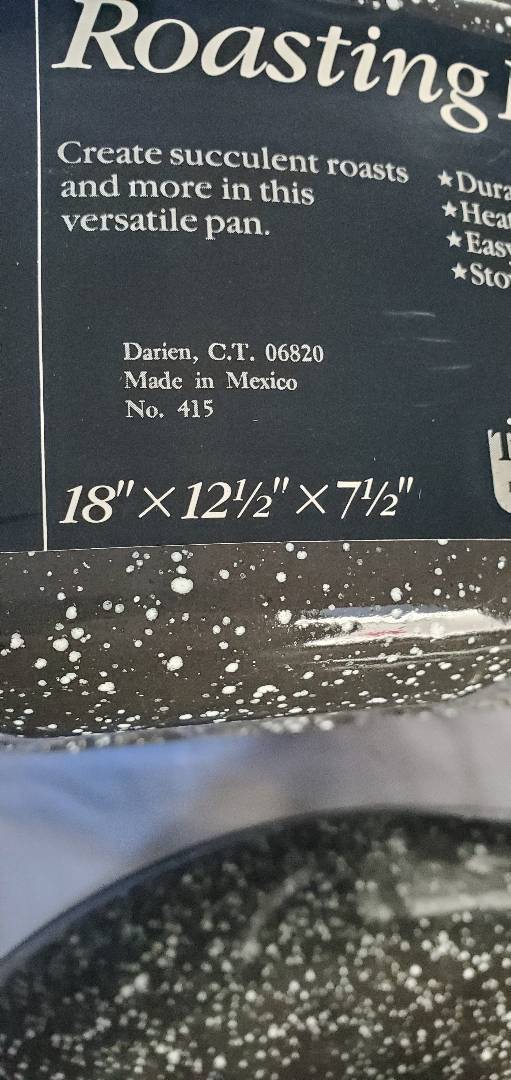 Roasting
Create succulent roasts
and more in this
versatile pan.
★Dura
★Heat
★Easy
★Sto
Darien, C.T. 06820
Made in Mexico
No. 415
18"×12½"×7½"